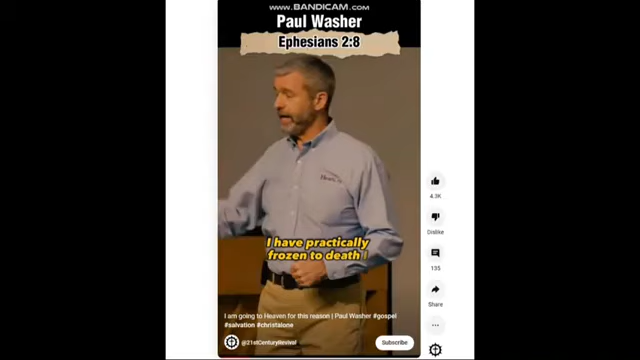 WWW.BANDICAM.COM
Paul Washer
Ephesians 2:8
4.3K
Dislike
135
I have practically
frozen to death !
Share
I am going to Heaven for this reason | Paul Washer #gospel
#salvation #christalone
@21stCenturyRevival
Subscribe